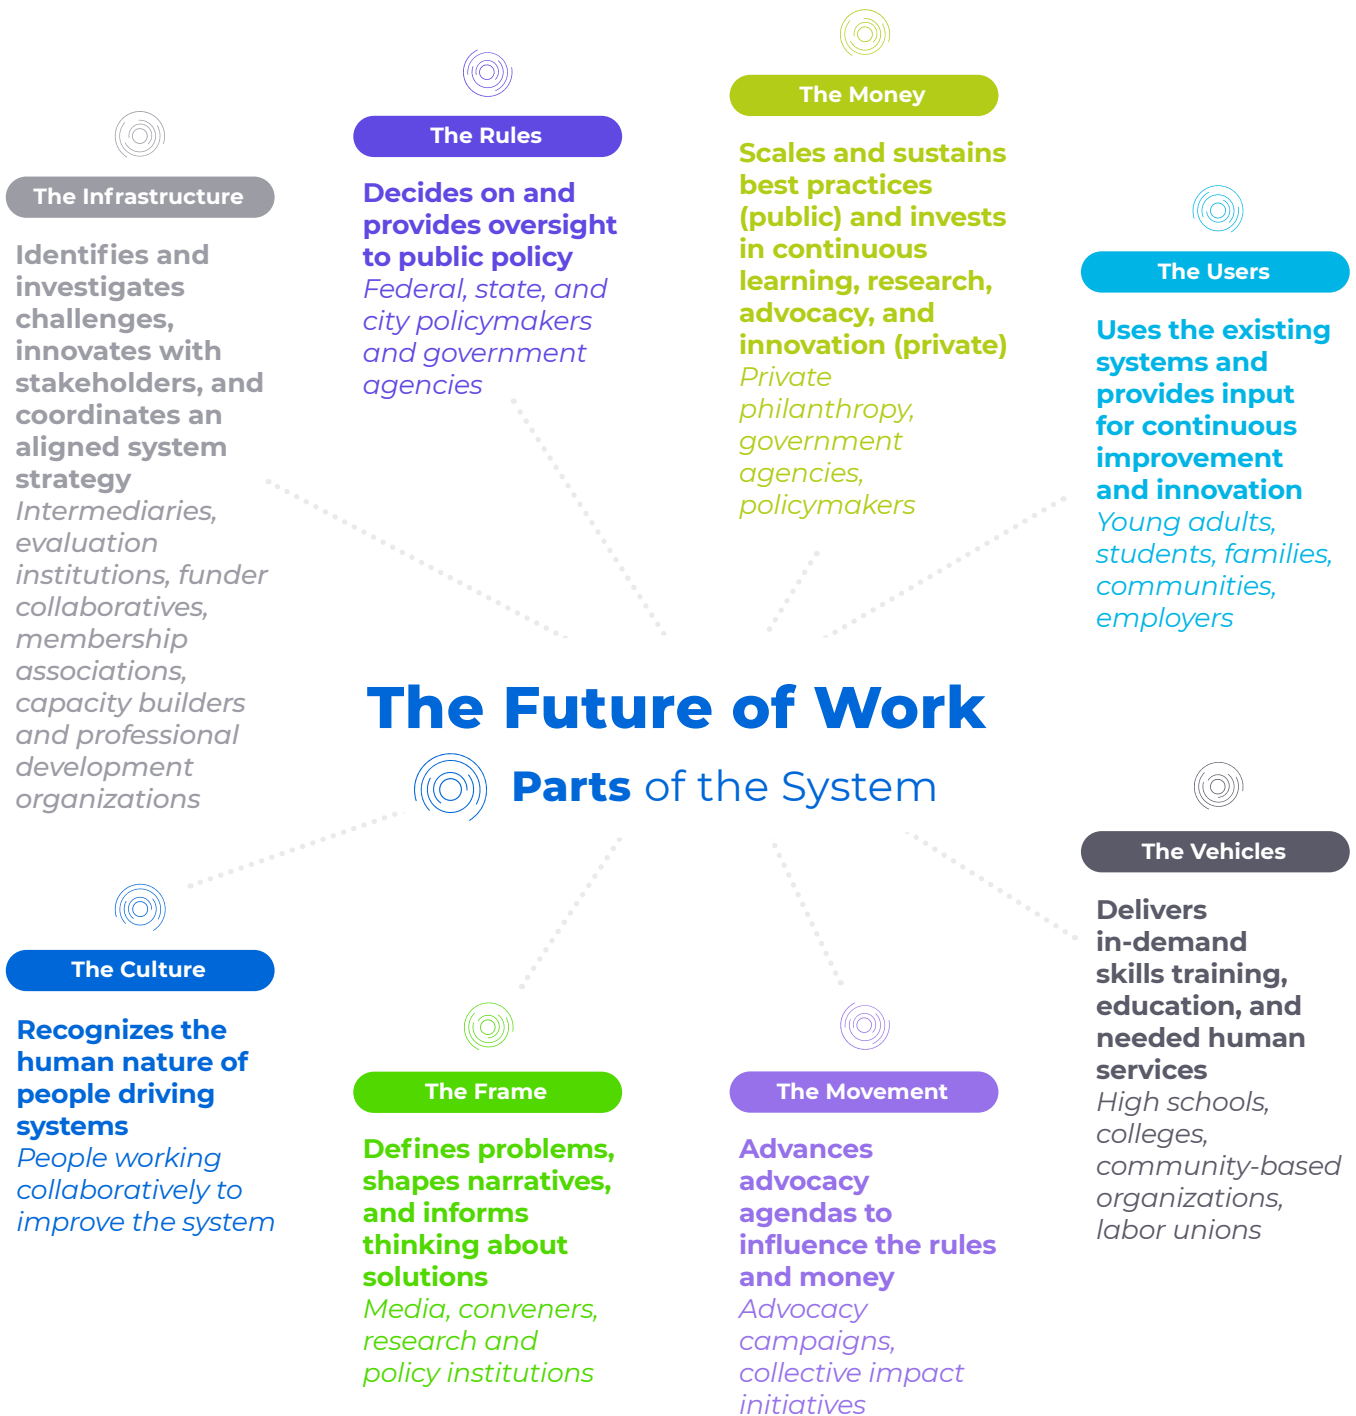 The Infrastructure
Identifies and
investigates
challenges,
innovates with
stakeholders, and
coordinates an
aligned system
strategy
Intermediaries,
evaluation
institutions, funder
collaboratives,
membership
associations,
capacity builders
and professional
development
organizations
The Rules
Decides on and
provides oversight
to public policy
Federal, state, and
city policymakers
and government
agencies
The Money
Scales and sustains
best practices
(public) and invests
in continuous
learning, research,
advocacy, and
innovation (private)
Private
philanthropy,
government
agencies,
policymakers
The Users
Uses the existing
systems and
provides input
for continuous
improvement
and innovation
Young adults,
students, families,
communities,
employers
The Future of Work
Parts of the System
The Culture
Recognizes the
human nature of
people driving
systems
People working
collaboratively to
improve the system
The Frame
Defines problems,
shapes narratives,
and informs
thinking about
solutions
Media, conveners,
research and
policy institutions
The Movement
Advances
advocacy
agendas to
influence the rules
and money
Advocacy
campaigns,
collective impact
initiatives
The Vehicles
Delivers
in-demand
skills training,
education, and
needed human
services
High schools,
colleges,
community-based
organizations,
labor unions